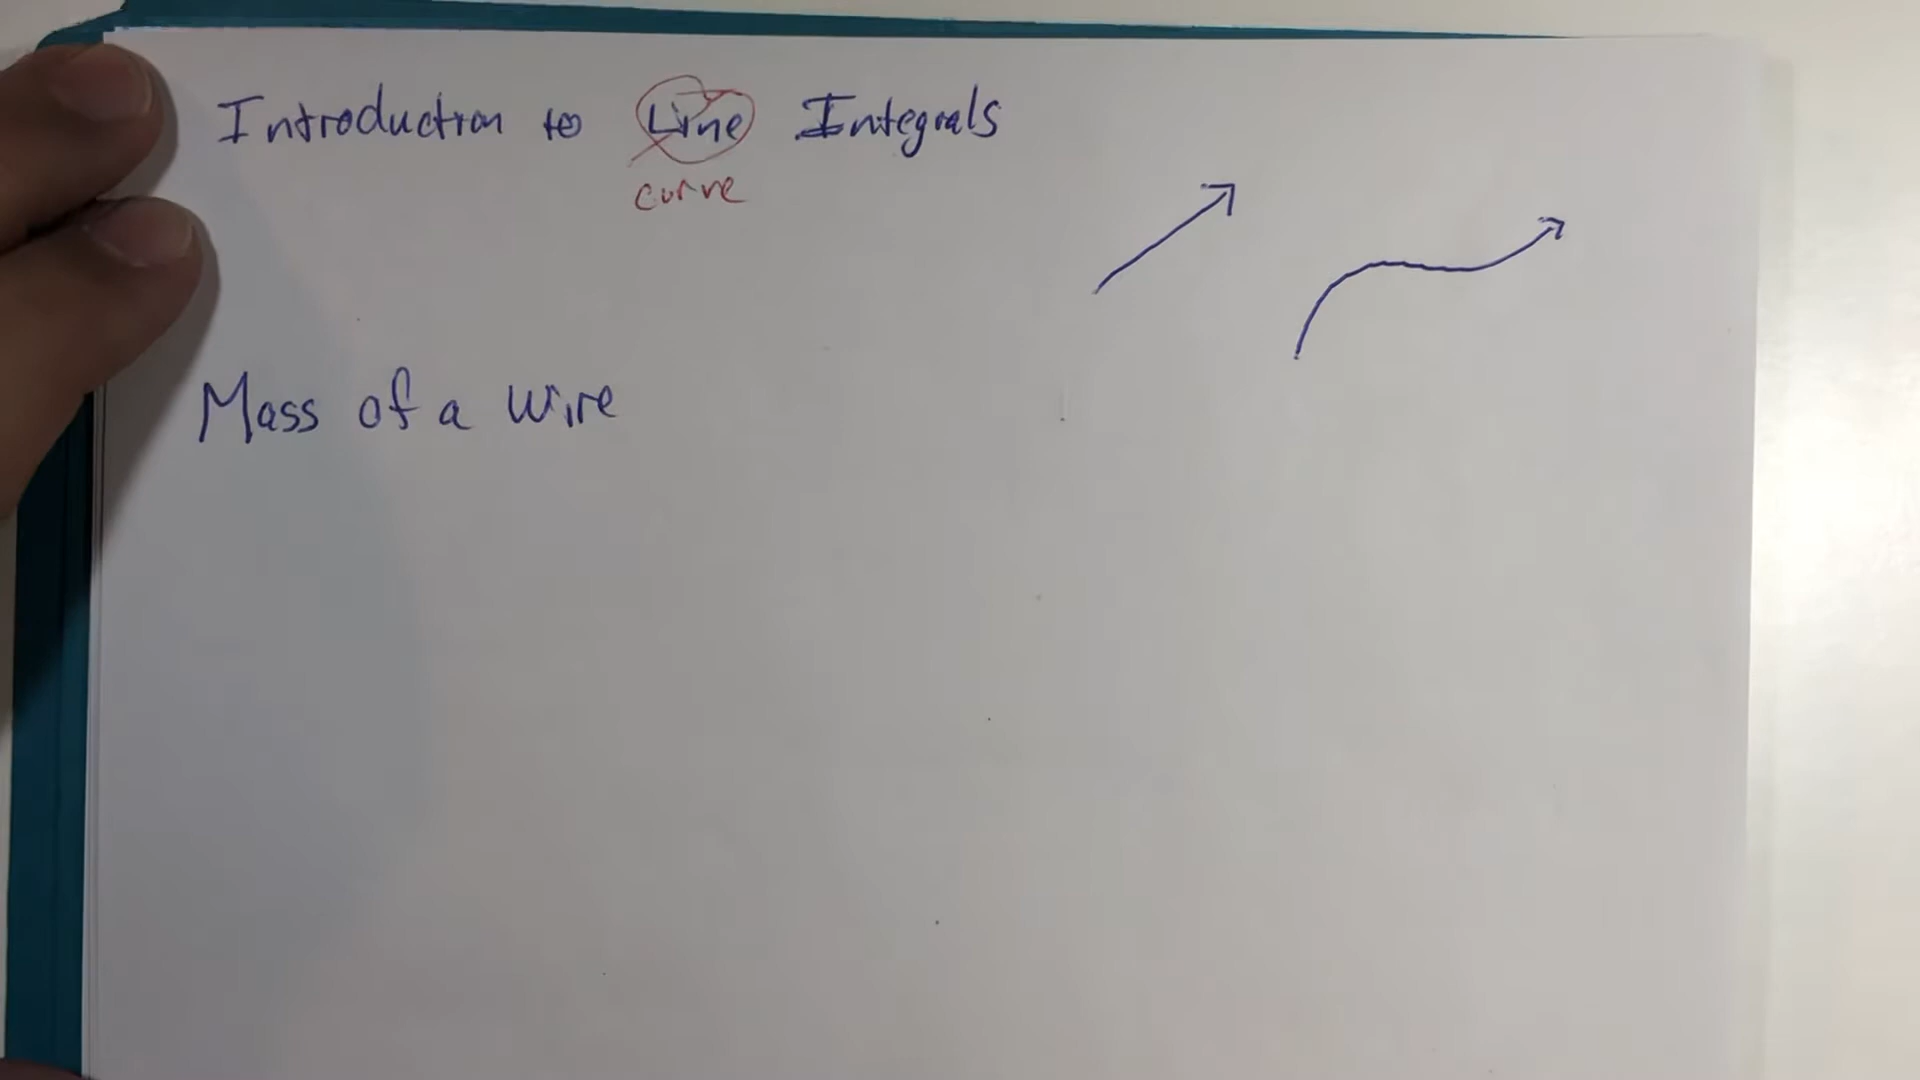 Introduction to Line Integrals
curve
Mass of a wire